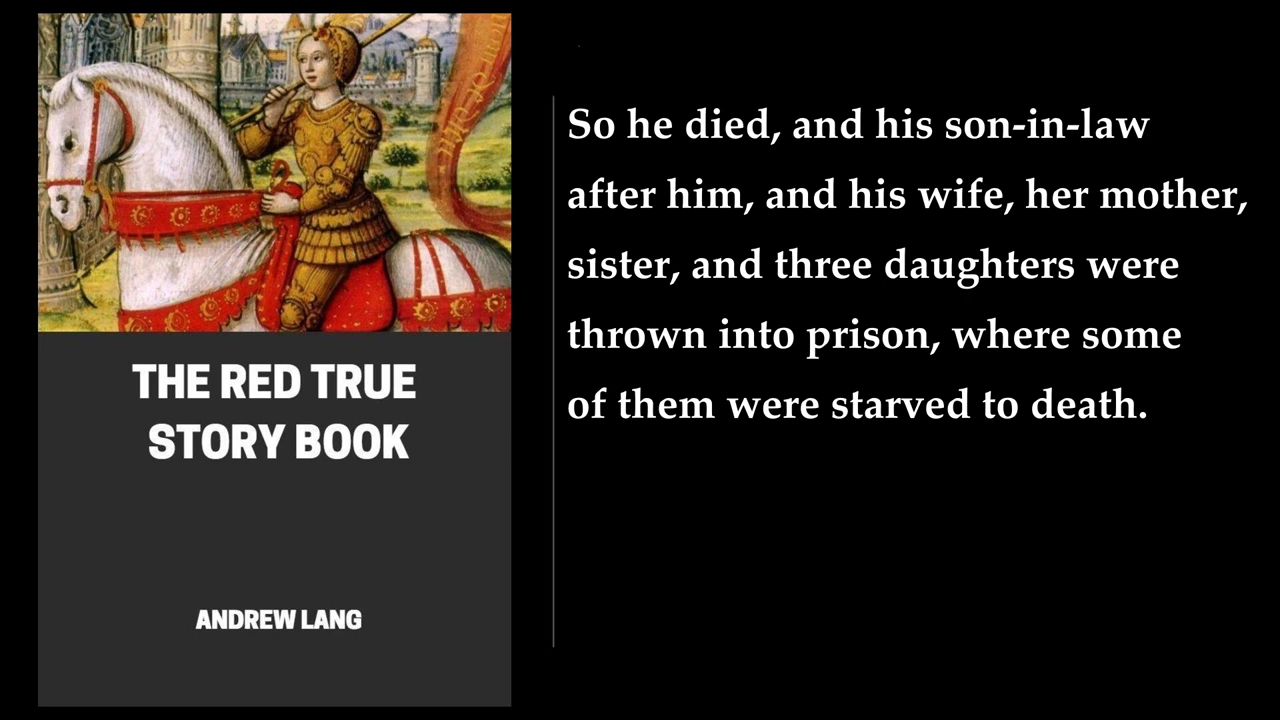 THE RED TRUE
STORY BOOK
ANDREW LANG
So he died, and his son-in-law
after him, and his wife, her mother,
sister, and three daughters were
thrown into prison, where some
of them were starved to death.